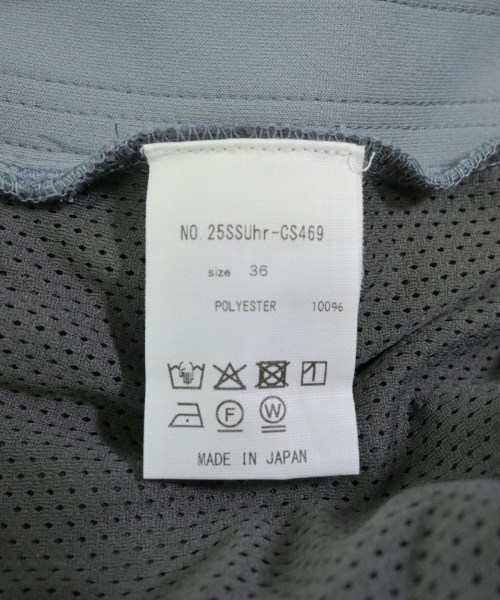 NO. 25SSUhr-CS469
size 36
POLYESTER 100%
F W
MADE IN JAPAN